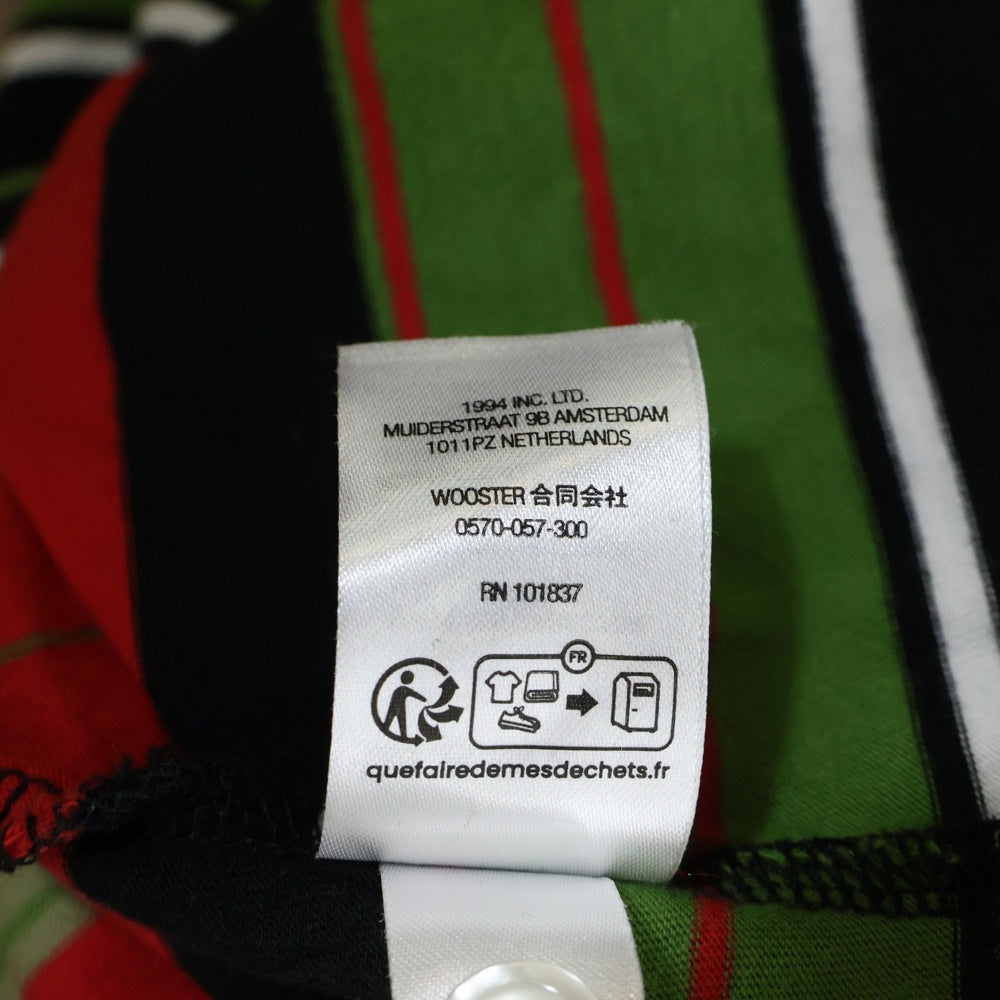 1994 INC. LTD.
MUIDERSTRAAT 9B AMSTERDAM
1011PZ NETHERLANDS
WOOSTER 合同会社
0570-057-300
RN 101837
FR
quefairedemesdechets.fr